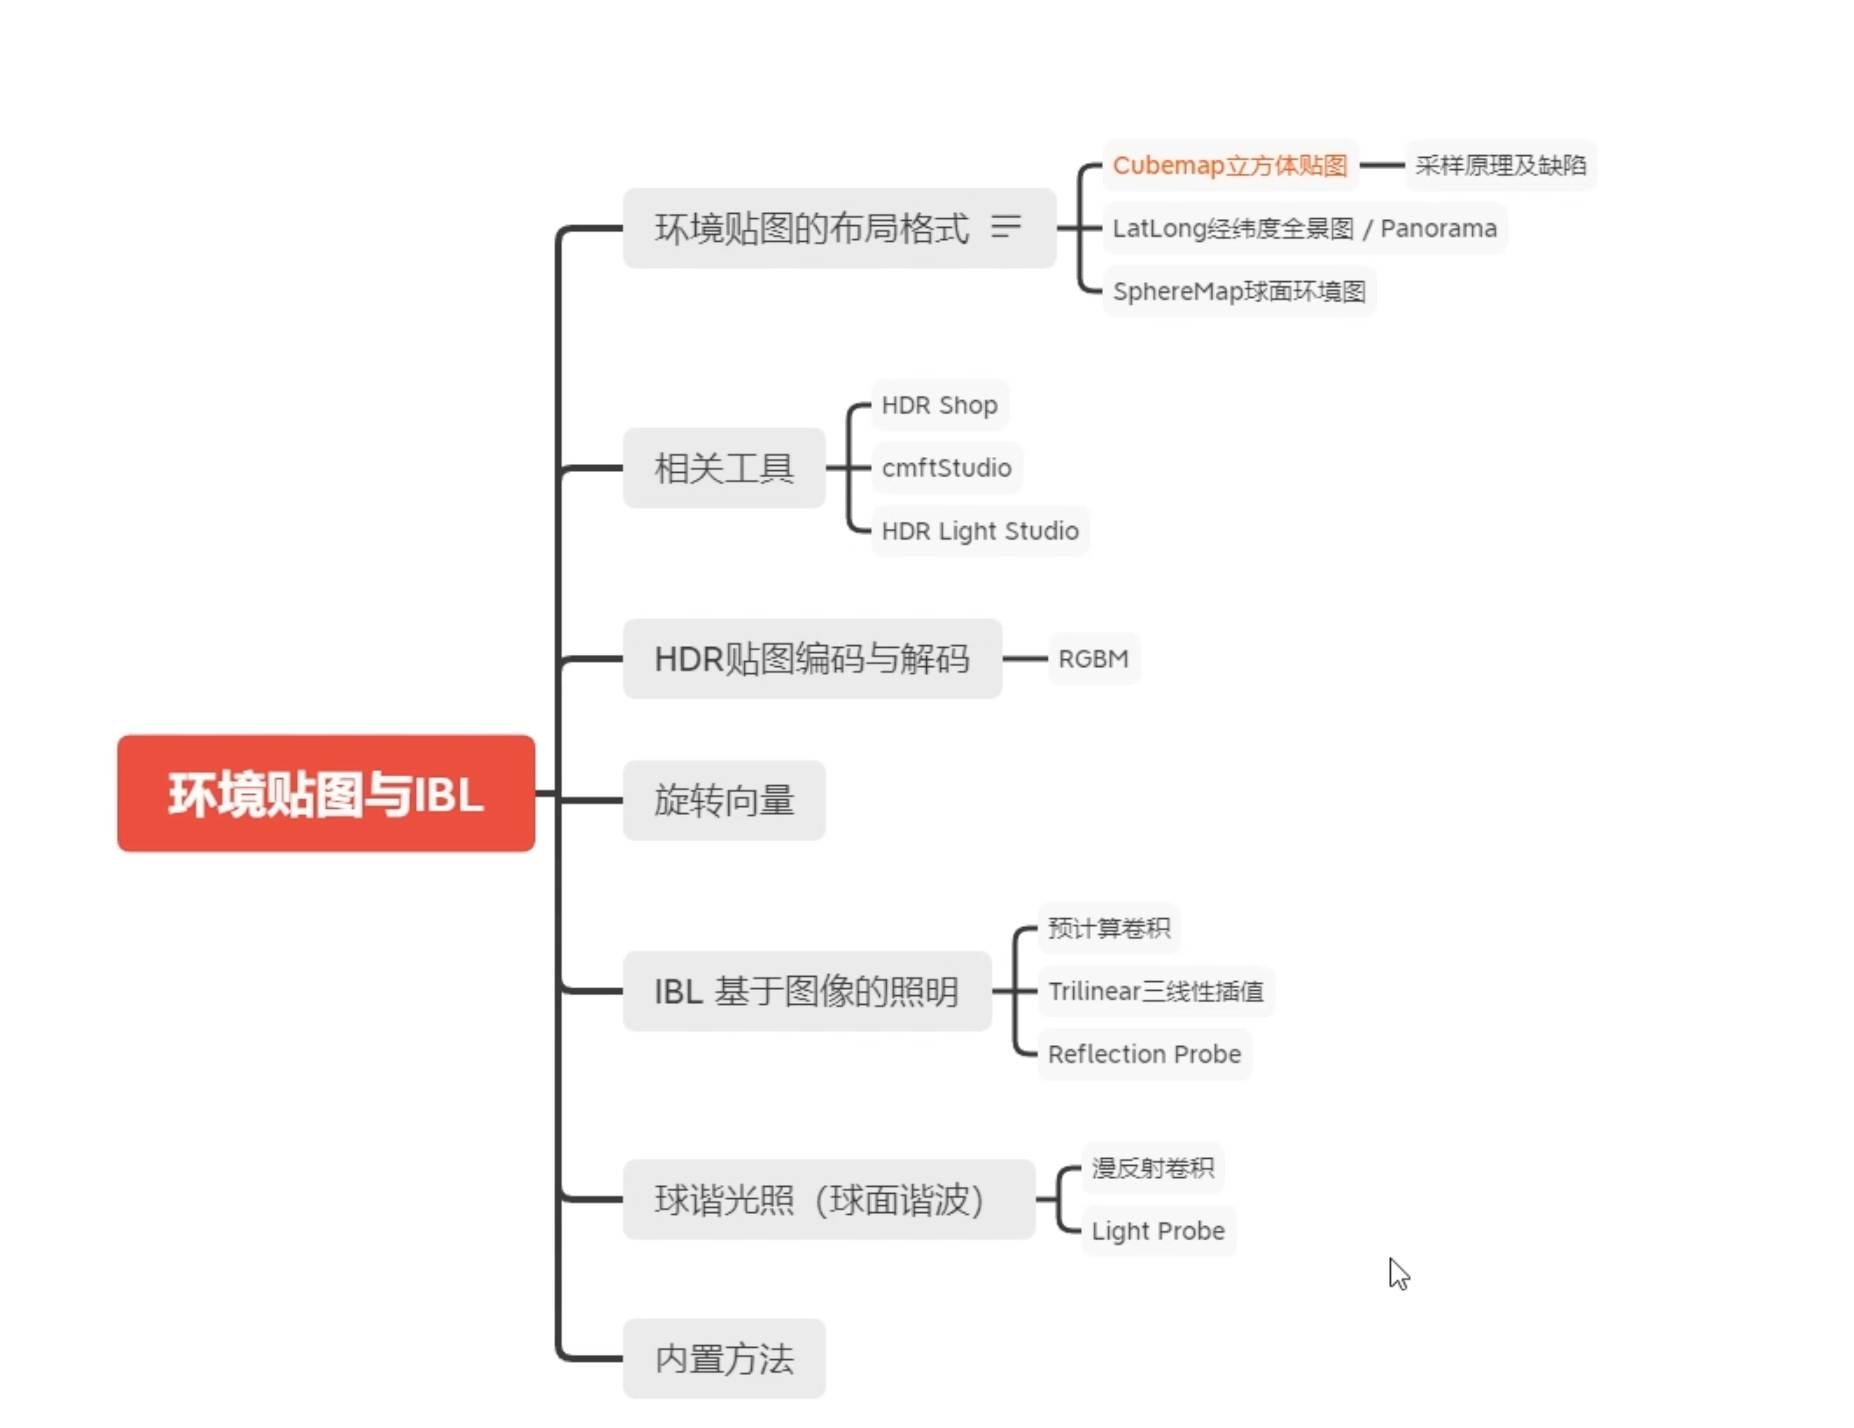 环境贴图与IBL
环境贴图的布局格式
Cubemap立方体贴图
采样原理及缺陷
LatLong经纬度全景图 / Panorama
SphereMap球面环境图
相关工具
HDR Shop
cmftStudio
HDR Light Studio
HDR贴图编码与解码
RGBM
旋转向量
IBL 基于图像的照明
预计算卷积
Trilinear三线性插值
Reflection Probe
球谐光照（球面谐波）
漫反射卷积
Light Probe
内置方法